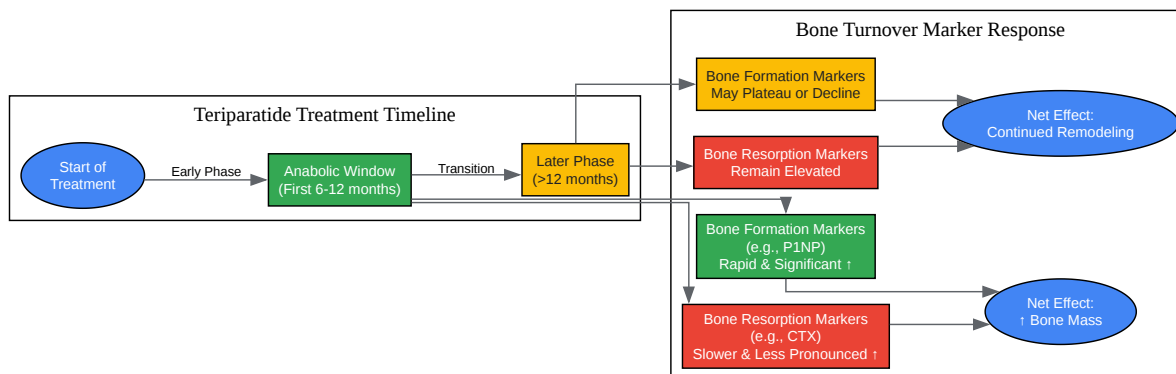 Bone Turnover Marker Response
Teriparatide Treatment Timeline
Start of
Treatment
Early Phase
Anabolic Window
(First 6-12 months)
Transition
Later Phase
(>12 months)
Bone Formation Markers
May Plateau or Decline
Bone Resorption Markers
Remain Elevated
Net Effect:
Continued Remodeling
Bone Formation Markers
(e.g., P1NP)
Rapid & Significant ↑
Bone Resorption Markers
(e.g., CTX)
Slower & Less Pronounced ↑
Net Effect:
↑ Bone Mass